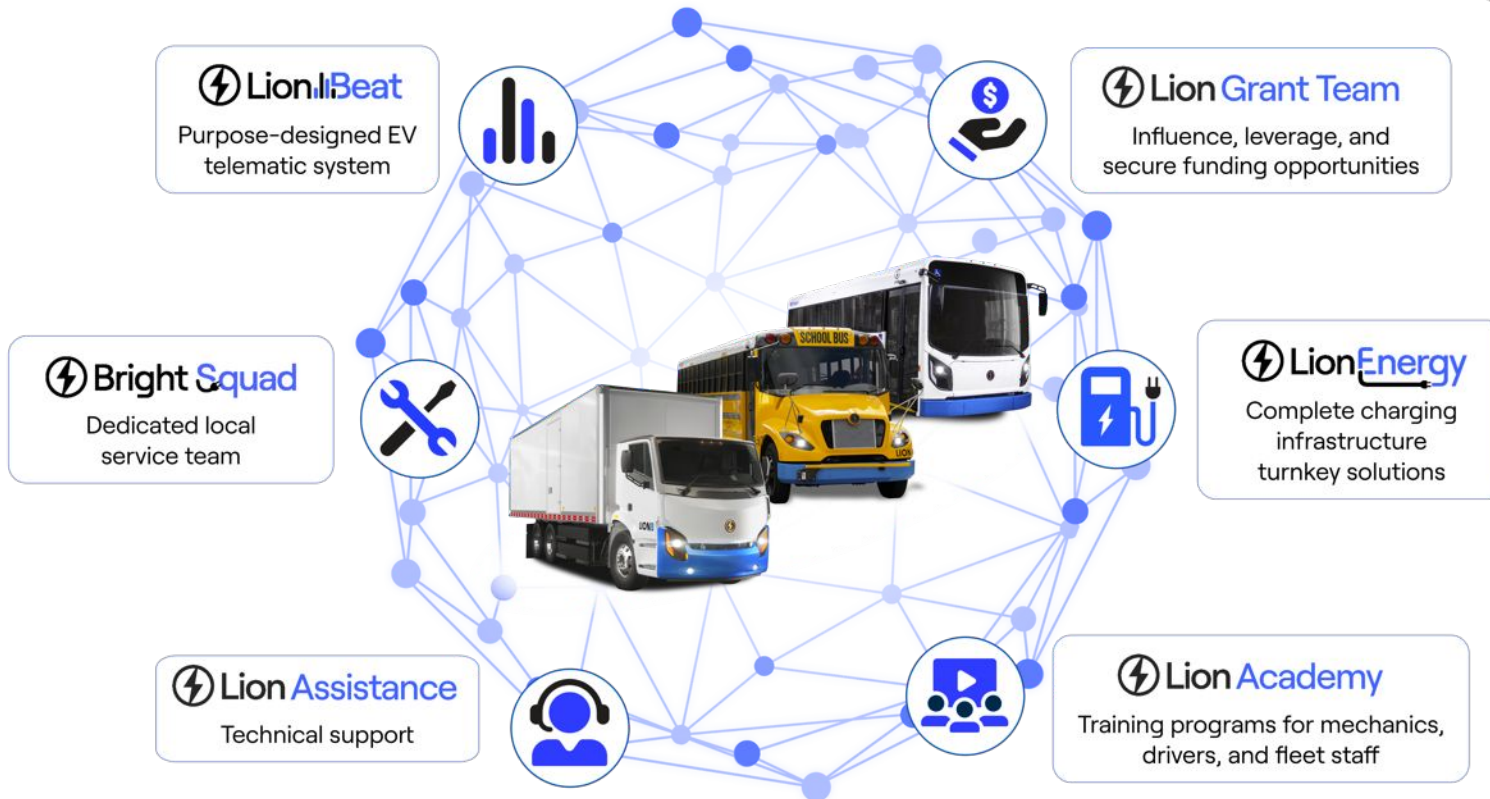 LionBeat
Purpose-designed EV
telematic system
Lion Grant Team
Influence, leverage, and
secure funding opportunities
$
SCHOOL BUS
LION
LION
Bright Squad
Dedicated local
service team
LionEnergy
Complete charging
infrastructure
turnkey solutions
Lion Assistance
Technical support
Lion Academy
Training programs for mechanics,
drivers, and fleet staff